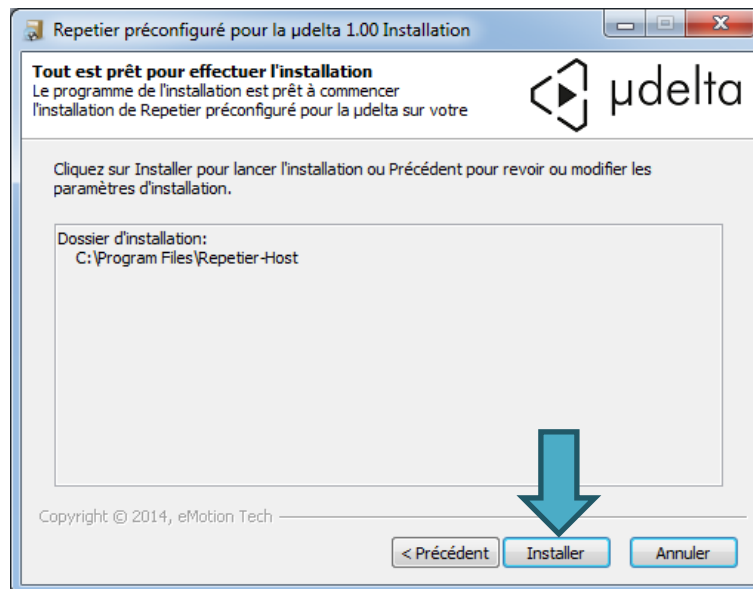 Repetier préconfiguré pour la µdelta 1.00 Installation
Tout est prêt pour effectuer l'installation
Le programme de l'installation est prêt à commencer
l'installation de Repetier préconfiguré pour la µdelta sur votre
µdelta
Cliquez sur Installer pour lancer l'installation ou Précédent pour revoir ou modifier les
paramètres d'installation.
Dossier d'installation:
C:\Program Files\Repetier-Host
Copyright © 2014, eMotion Tech
< Précédent Installer Annuler